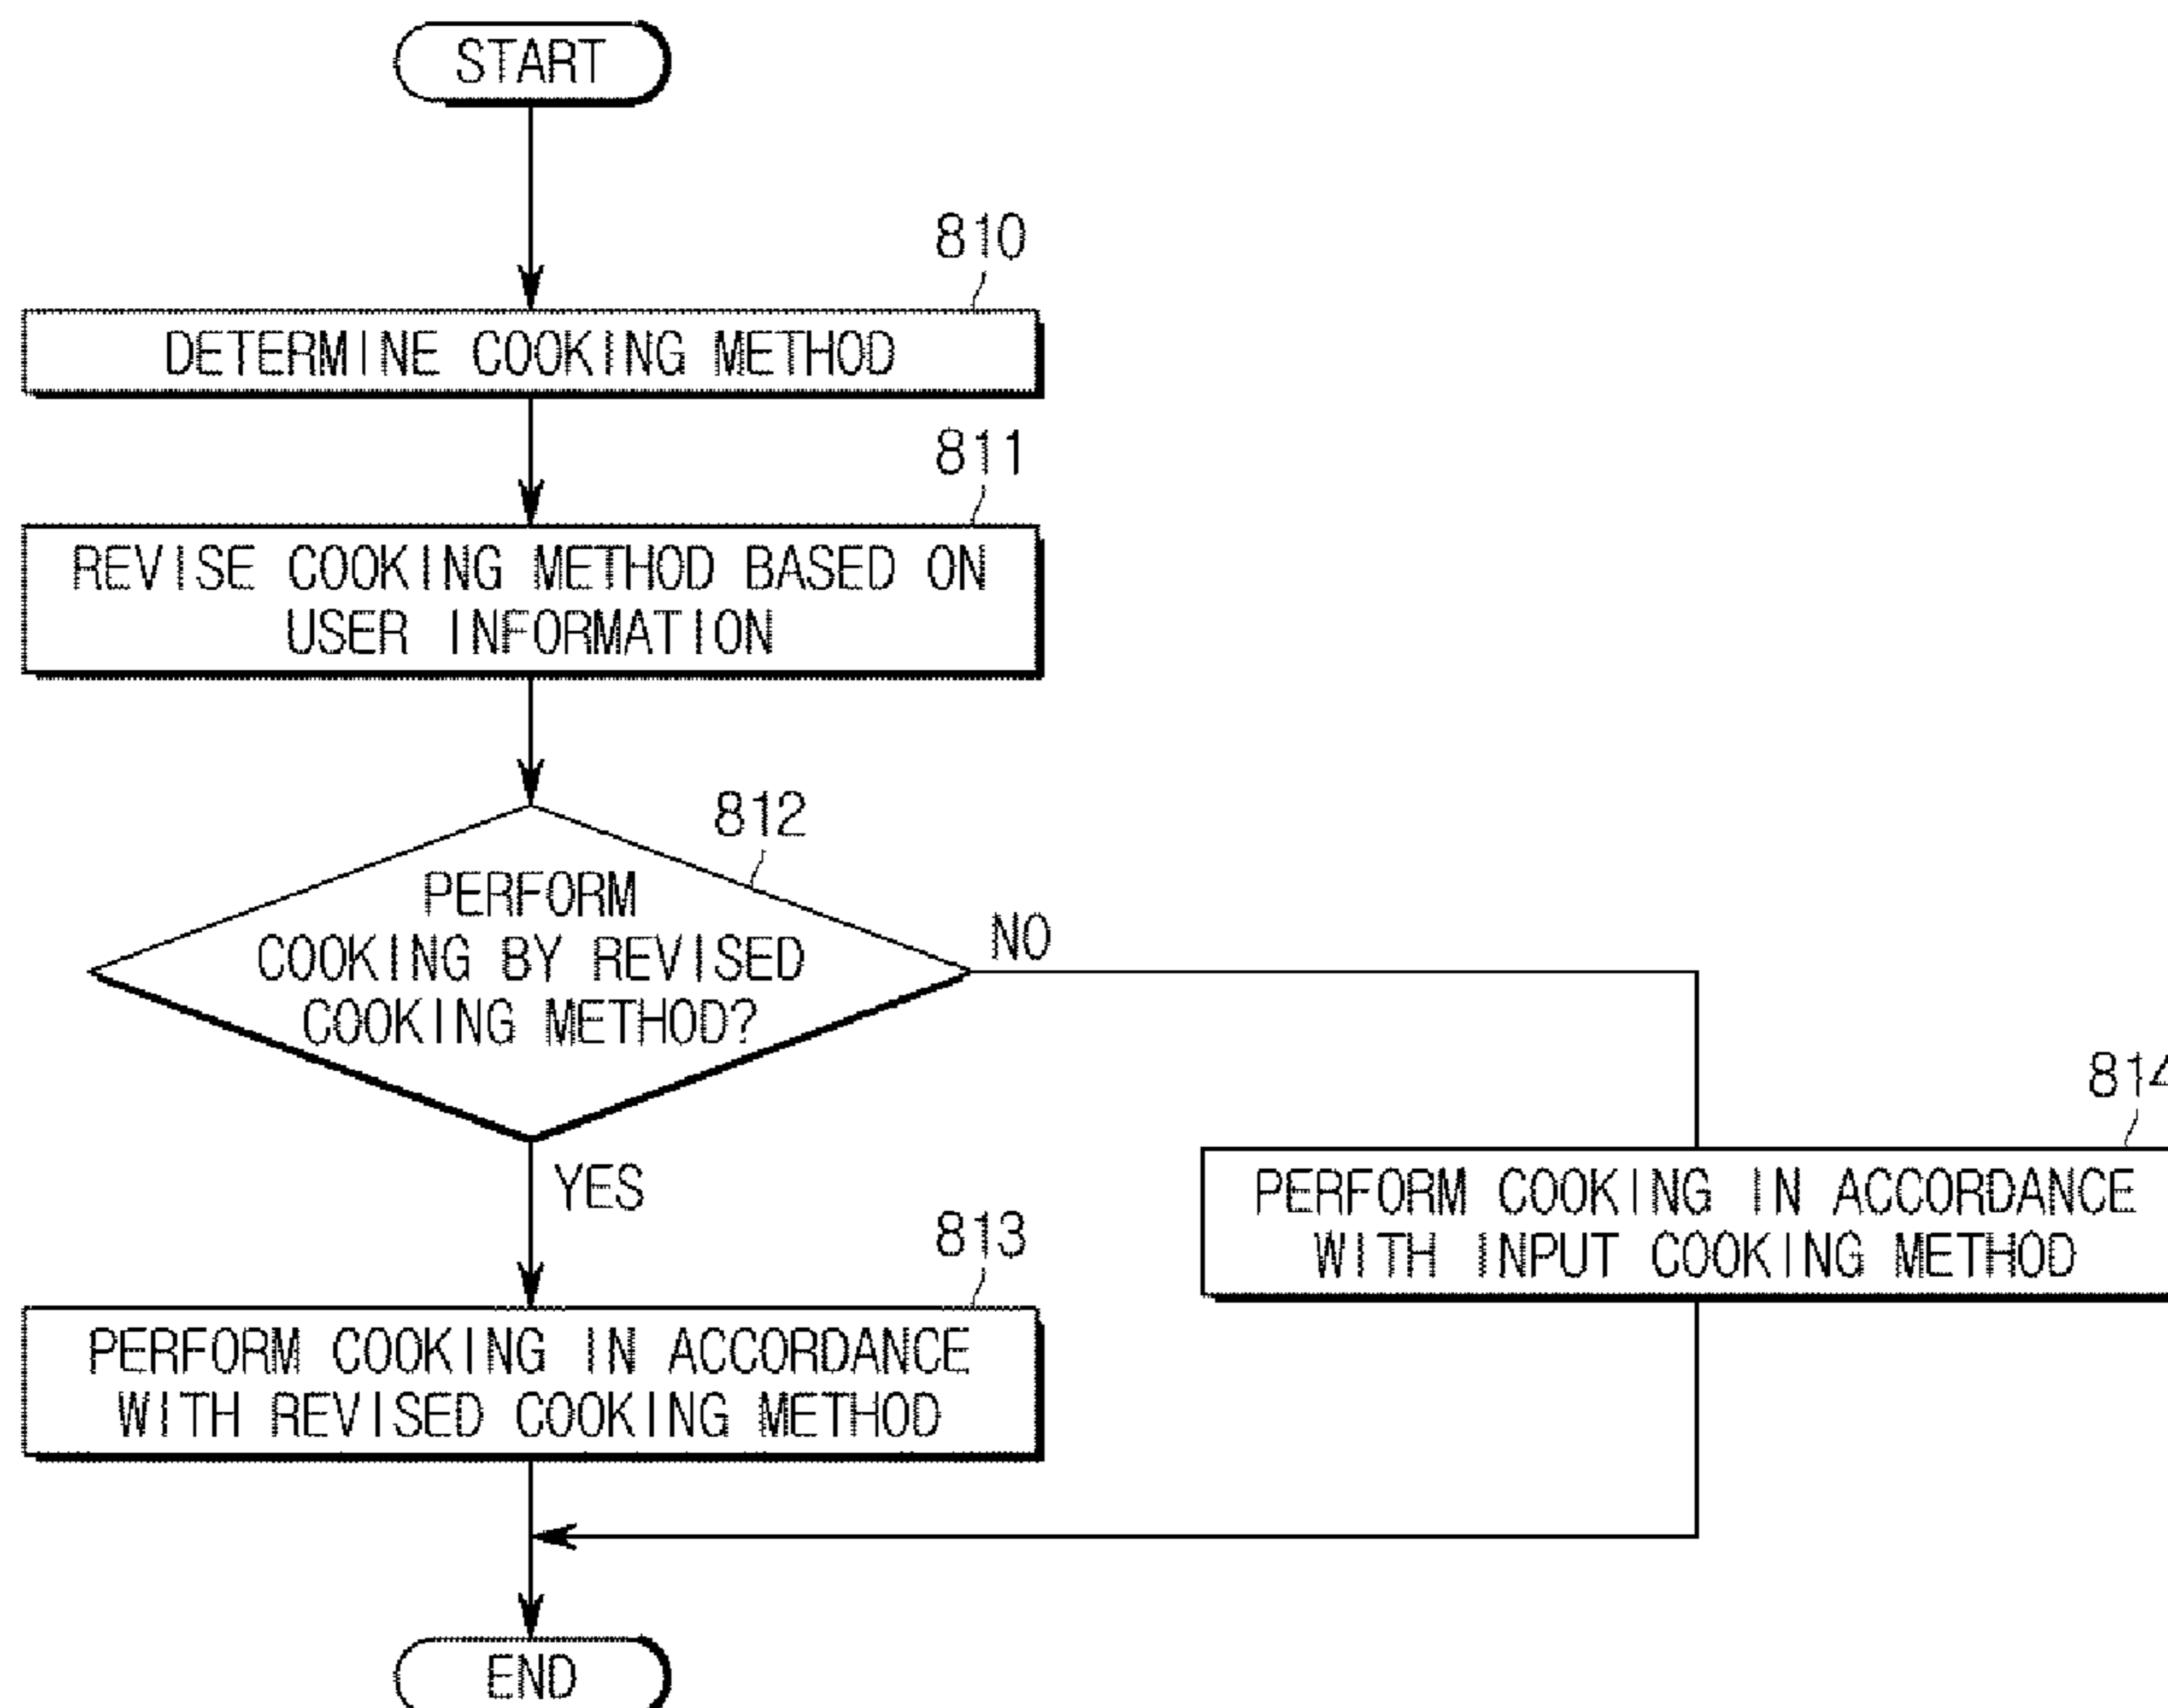 START
810
DETERMINE COOKING METHOD
811
REVISE COOKING METHOD BASED ON
USER INFORMATION
812
PERFORM
COOKING BY REVISED
COOKING METHOD?
NO
YES
814
PERFORM COOKING IN ACCORDANCE
WITH INPUT COOKING METHOD
813
PERFORM COOKING IN ACCORDANCE
WITH REVISED COOKING METHOD
END